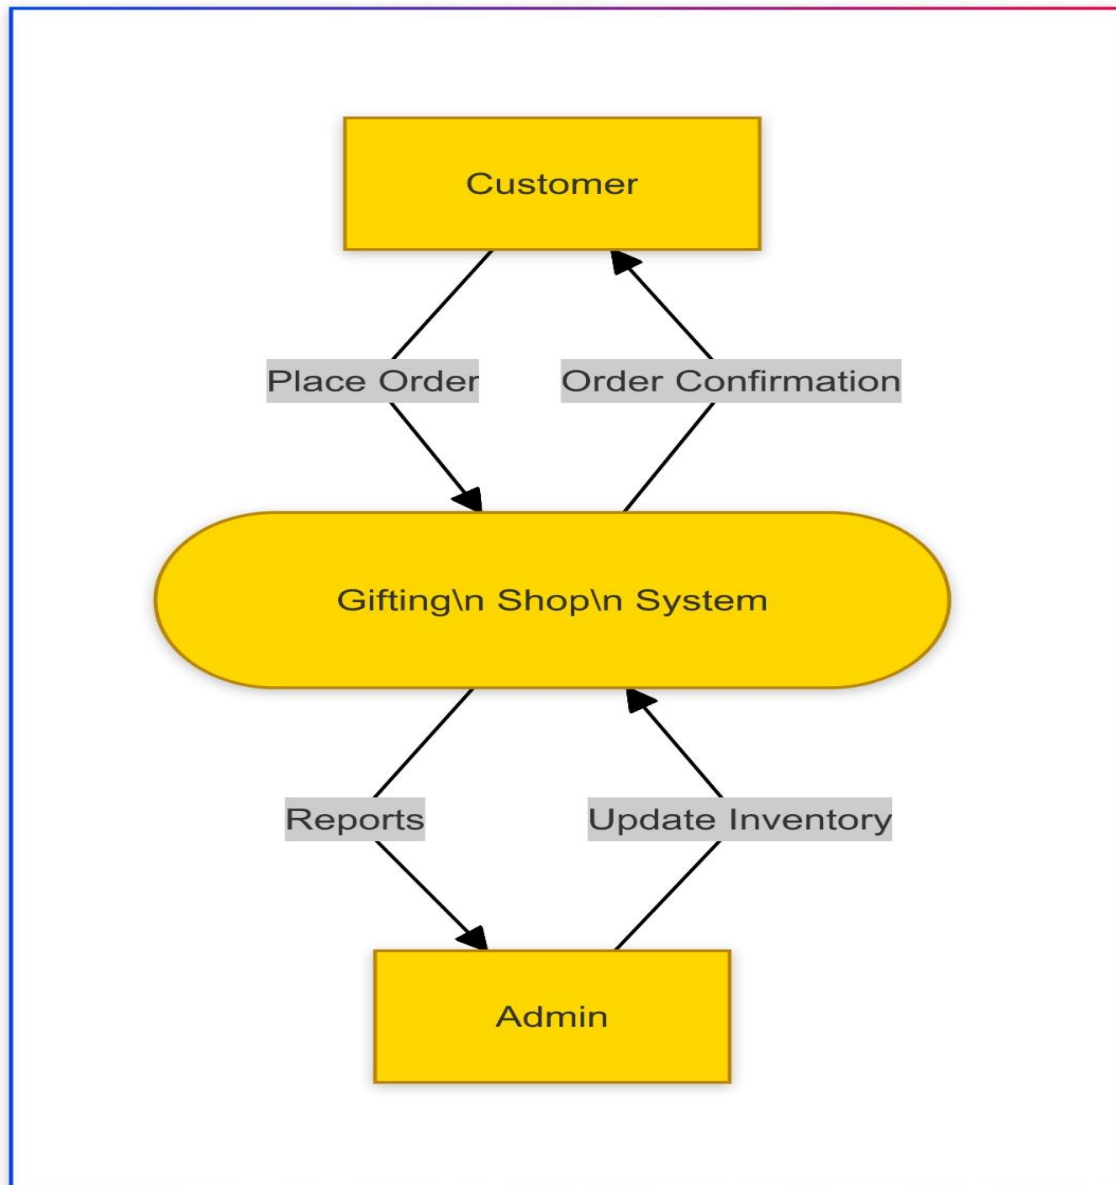 Customer
Place Order
Order Confirmation
Gifting\n Shop\n System
Reports
Update Inventory
Admin